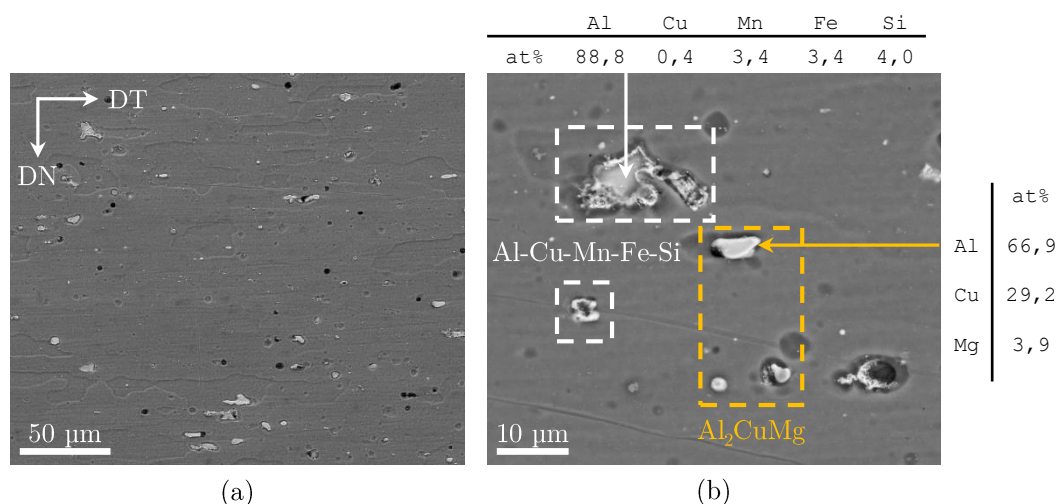 Al Cu Mn Fe Si
at% 88,8 0,4 3,4 3,4 4,0
DT
DN
50 µm
(a)
Al-Cu-Mn-Fe-Si
Al₂CuMg
10 µm
(b)
at%
Al 66,9
Cu 29,2
Mg 3,9